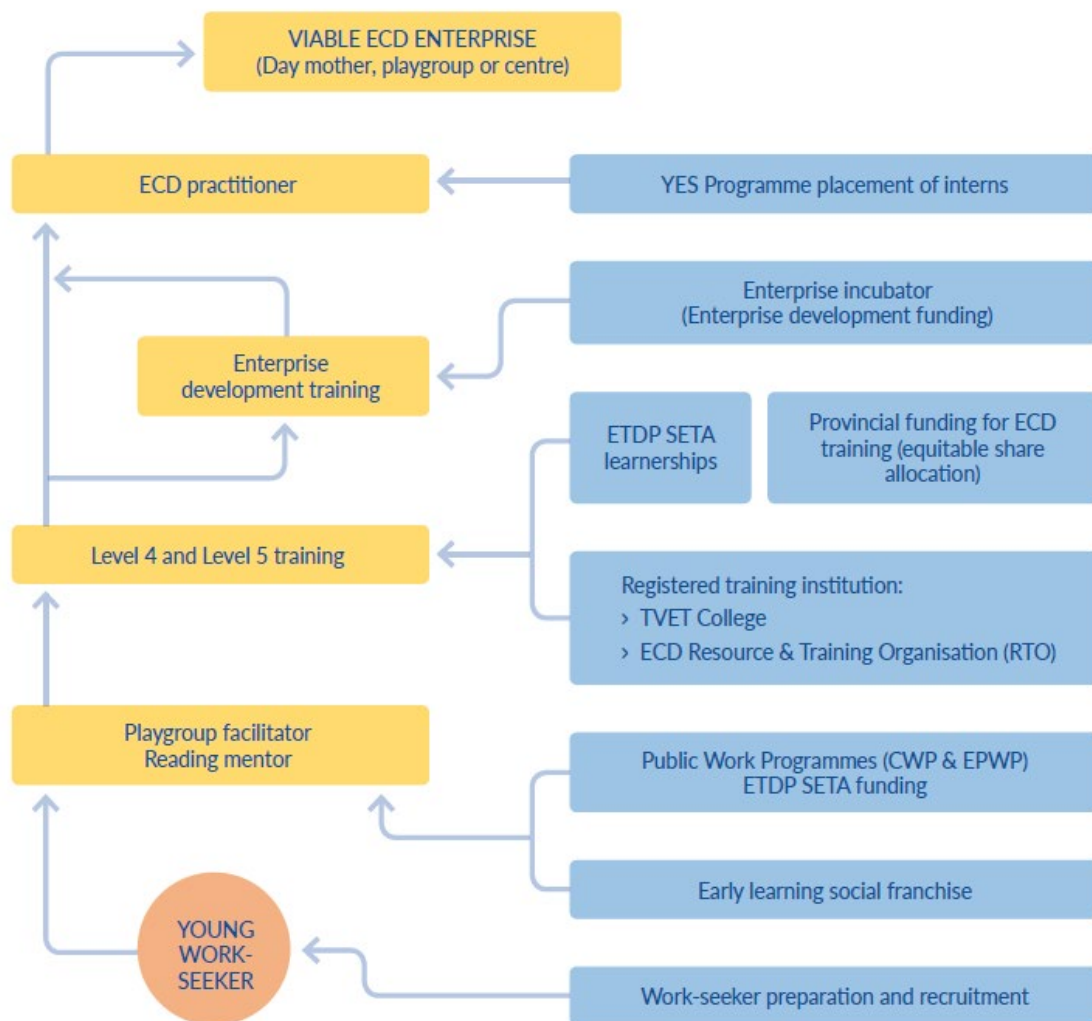 VIABLE ECD ENTERPRISE
(Day mother, playgroup or centre)
ECD practitioner
YES Programme placement of interns
Enterprise incubator
(Enterprise development funding)
Enterprise
development training
ETDP SETA
learnerships
Provincial funding for ECD
training (equitable share
allocation)
Level 4 and Level 5 training
Registered training institution:
› TVET College
› ECD Resource & Training Organisation (RTO)
Playgroup facilitator
Reading mentor
Public Work Programmes (CWP & EPWP)
ETDP SETA funding
Early learning social franchise
YOUNG
WORK-
SEEKER
Work-seeker preparation and recruitment